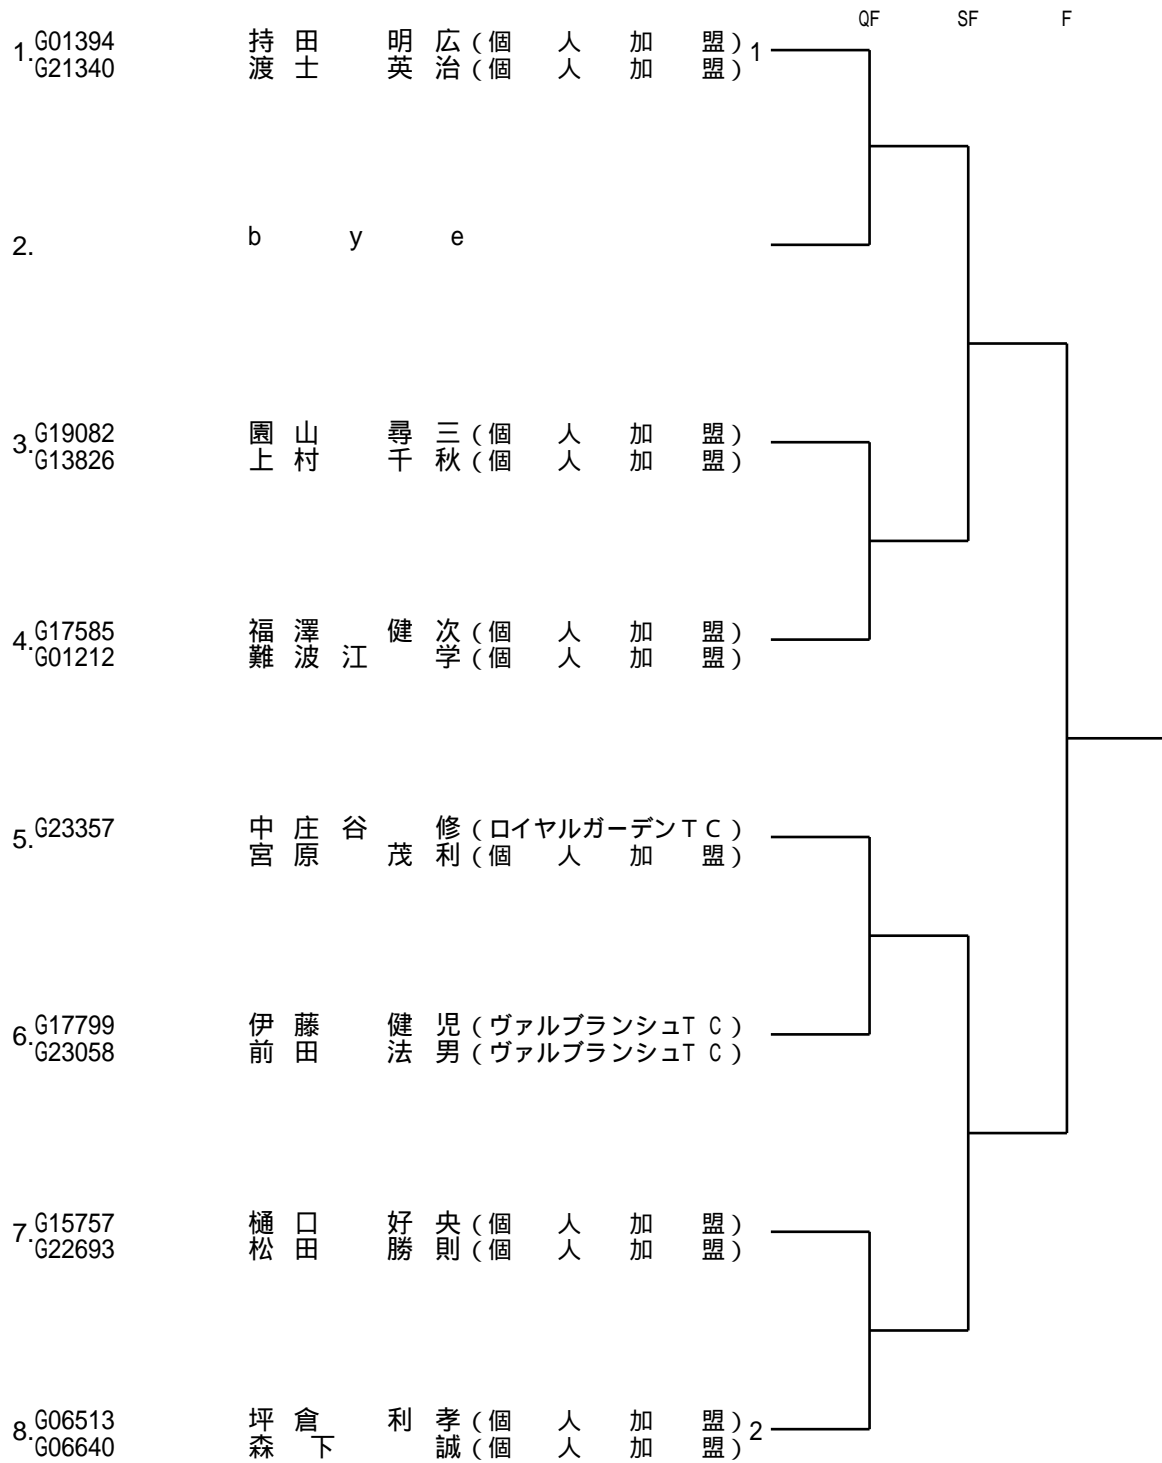 QF SF F
1. G01394 持田 明広(個人加盟) 1
G21340 渡士 英治(個人加盟)
2. bye
3. G19082 園山 尋三(個人加盟)
G13826 上村 千秋(個人加盟)
4. G17585 福澤 健次(個人加盟)
G01212 難波江 学(個人加盟)
5. G23357 中庄谷 修(ロイヤルガーデンTC)
宮原 茂利(個人加盟)
6. G17799 伊藤 健児(ヴァルブランシュTC)
G23058 前田 法男(ヴァルブランシュTC)
7. G15757 樋口 好央(個人加盟)
G22693 松田 勝則(個人加盟)
8. G06513 坪倉 利孝(個人加盟) 2
G06640 森下 誠(個人加盟)